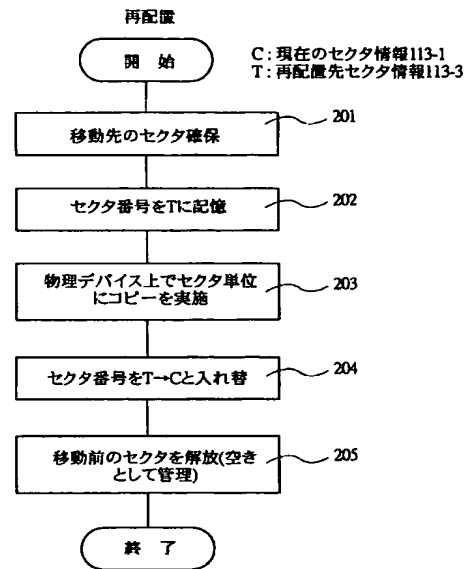 再配置
開 始
C:現在のセクタ情報113-1
T:再配置先セクタ情報113-3
移動先のセクタ確保
201
セクタ番号をTに記憶
202
物理デバイス上でセクタ単位
にコピーを実施
203
セクタ番号をT→Cと入れ替
204
移動前のセクタを解放(空き
として管理)
205
終 了